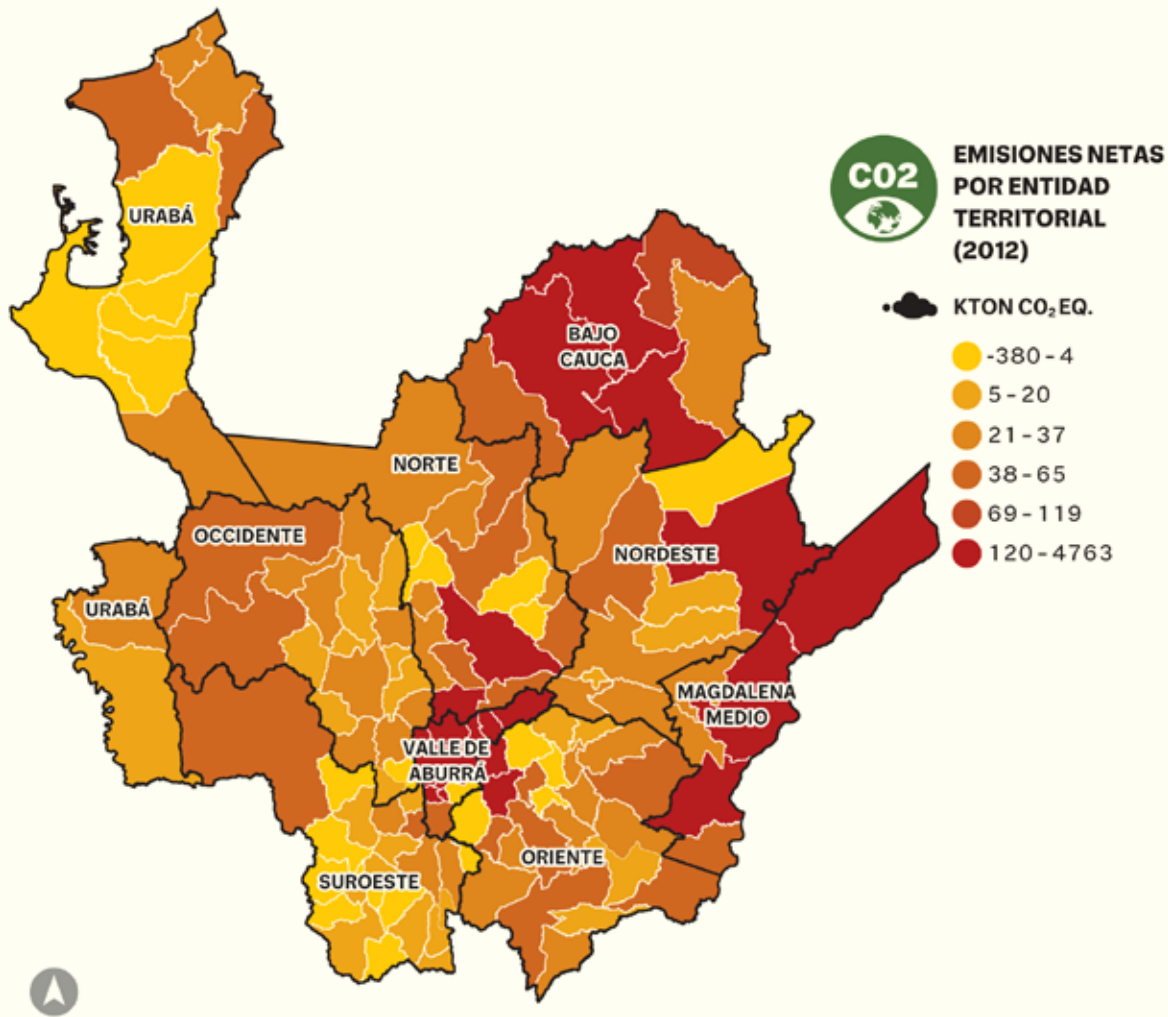 CO2
EMISIONES NETAS
POR ENTIDAD
TERRITORIAL
(2012)
KTON CO₂ EQ.
-380 - 4
5 - 20
21 - 37
38 - 65
69 - 119
120 - 4763
URABÁ
BAJO
CAUCA
NORTE
OCCIDENTE
NORDESTE
URABÁ
MAGDALENA
MEDIO
VALLE DE
ABURRÁ
ORIENTE
SUROESTE